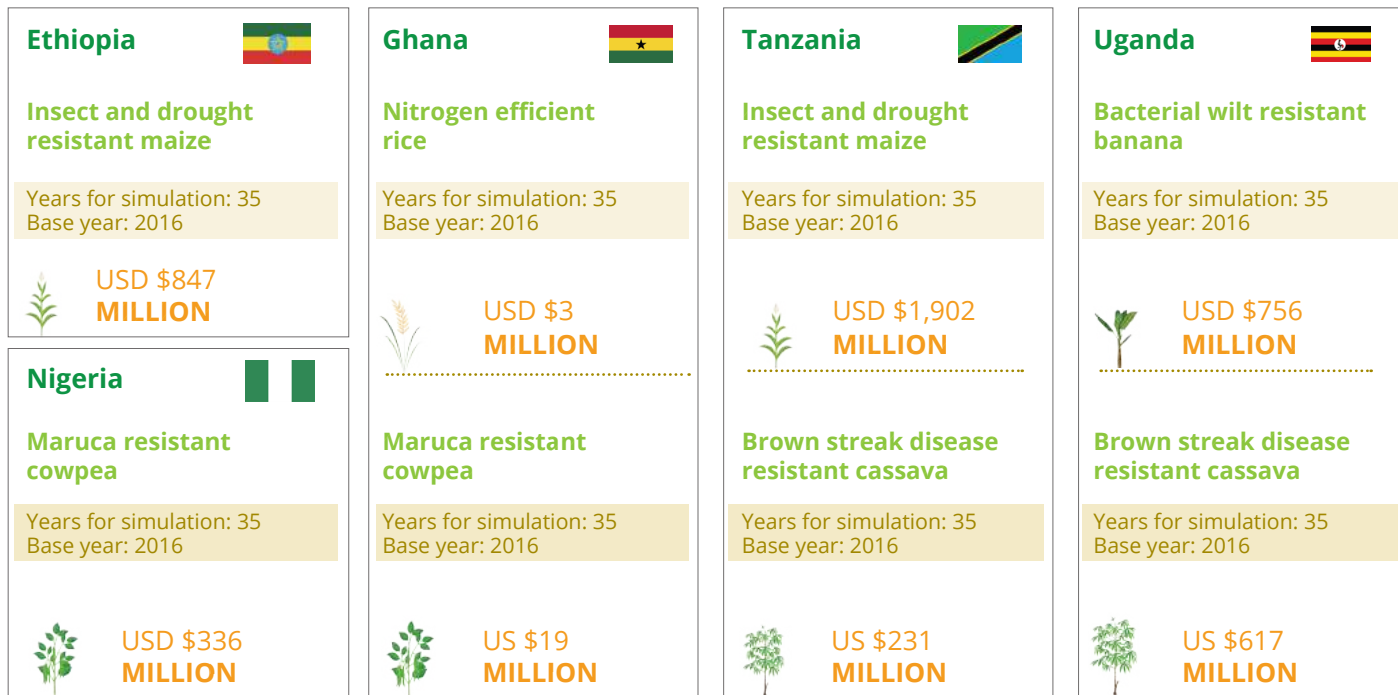 Ethiopia
Insect and drought
resistant maize
Years for simulation: 35
Base year: 2016
USD $847
MILLION
Nigeria
Maruca resistant
cowpea
Years for simulation: 35
Base year: 2016
USD $336
MILLION
Ghana
Nitrogen efficient
rice
Years for simulation: 35
Base year: 2016
USD $3
MILLION
Maruca resistant
cowpea
Years for simulation: 35
Base year: 2016
US $19
MILLION
Tanzania
Insect and drought
resistant maize
Years for simulation: 35
Base year: 2016
USD $1,902
MILLION
Brown streak disease
resistant cassava
Years for simulation: 35
Base year: 2016
US $231
MILLION
Uganda
Bacterial wilt resistant
banana
Years for simulation: 35
Base year: 2016
USD $756
MILLION
Brown streak disease
resistant cassava
Years for simulation: 35
Base year: 2016
US $617
MILLION